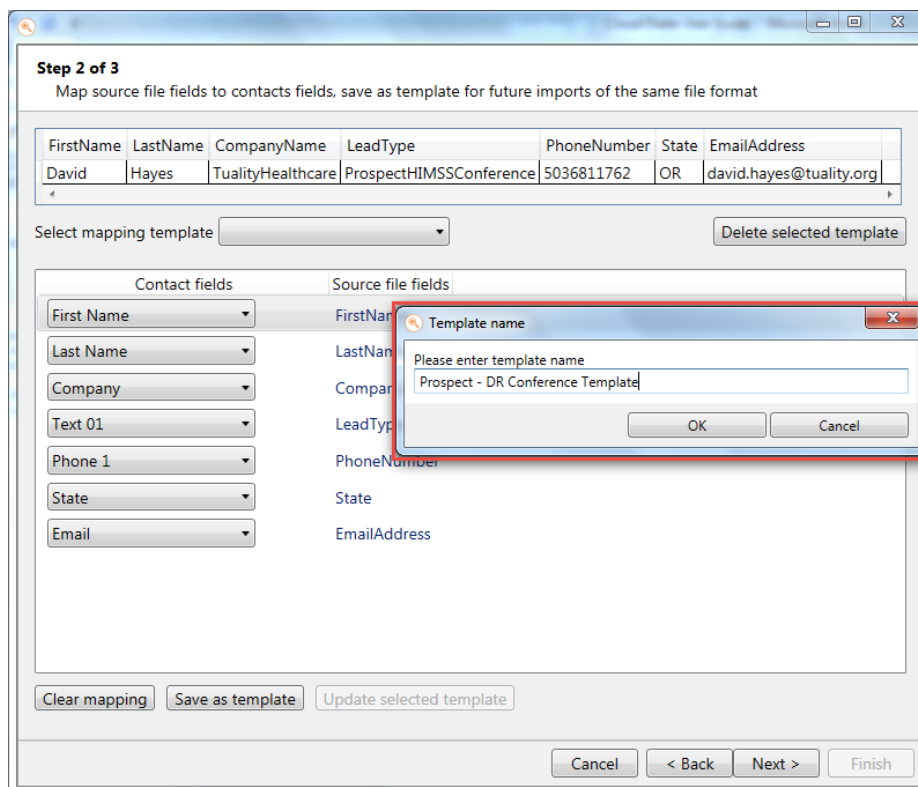 Step 2 of 3
Map source file fields to contacts fields, save as template for future imports of the same file format
FirstName LastName CompanyName LeadType PhoneNumber State EmailAddress
David Hayes TualityHealthcare ProspectHIMSSConference 5036811762 OR david.hayes@tuality.org
Select mapping template Delete selected template
Contact fields Source file fields
First Name FirstNam
Template name
Last Name LastNam
Please enter template name
Prospect - DR Conference Template
Company Compan
Text 01 LeadTyp
OK Cancel
Phone 1 PhoneNumber
State State
Email EmailAddress
Clear mapping Save as template Update selected template
Cancel < Back Next > Finish